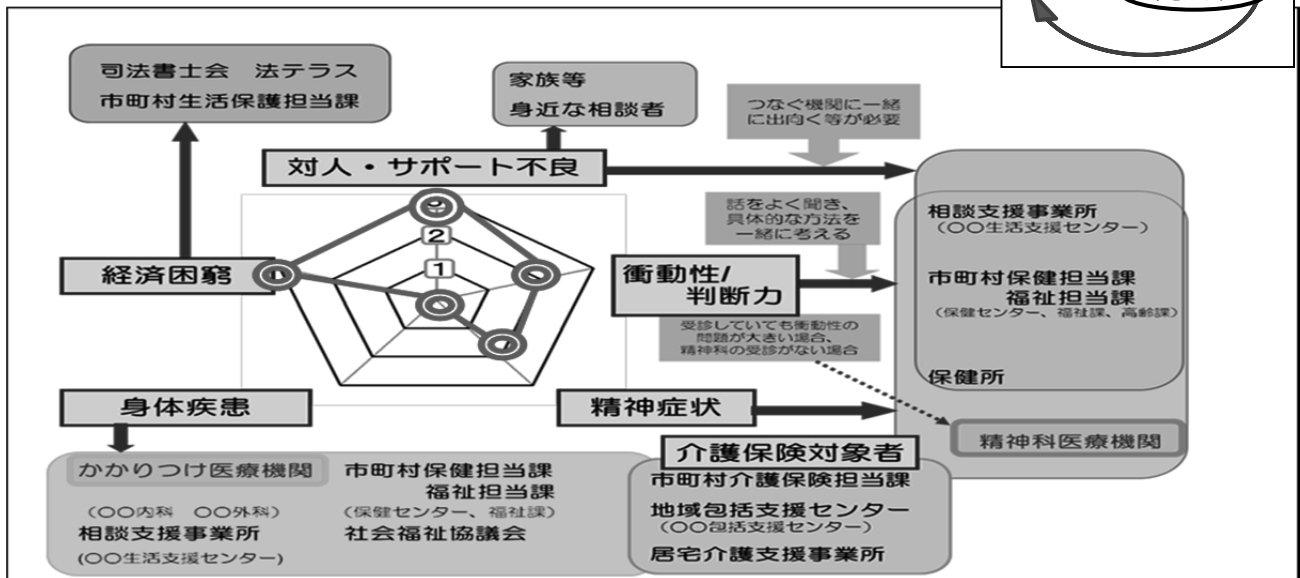 司法書士会　法テラス
市町村生活保護担当課
家族等
身近な相談者
つなぐ機関に一緒
に出向く等が必要
対人・サポート不良
話をよく聞き、
具体的な方法を
一緒に考える
相談支援事業所
（〇〇生活支援センター）
2
1
経済困窮
衝動性/
判断力
市町村保健担当課
福祉担当課
（保健センター、福祉課、高齢課）
受診していても衝動性の
問題が大きい場合、
精神科の受診がない場合
保健所
身体疾患
精神症状
精神科医療機関
介護保険対象者
かかりつけ医療機関
（〇〇内科　〇〇外科）
相談支援事業所
(〇〇生活支援センター)
市町村保健担当課
福祉担当課
（保健センター、福祉課）
社会福祉協議会
市町村介護保険担当課
地域包括支援センター
（〇〇包括支援センター）
居宅介護支援事業所